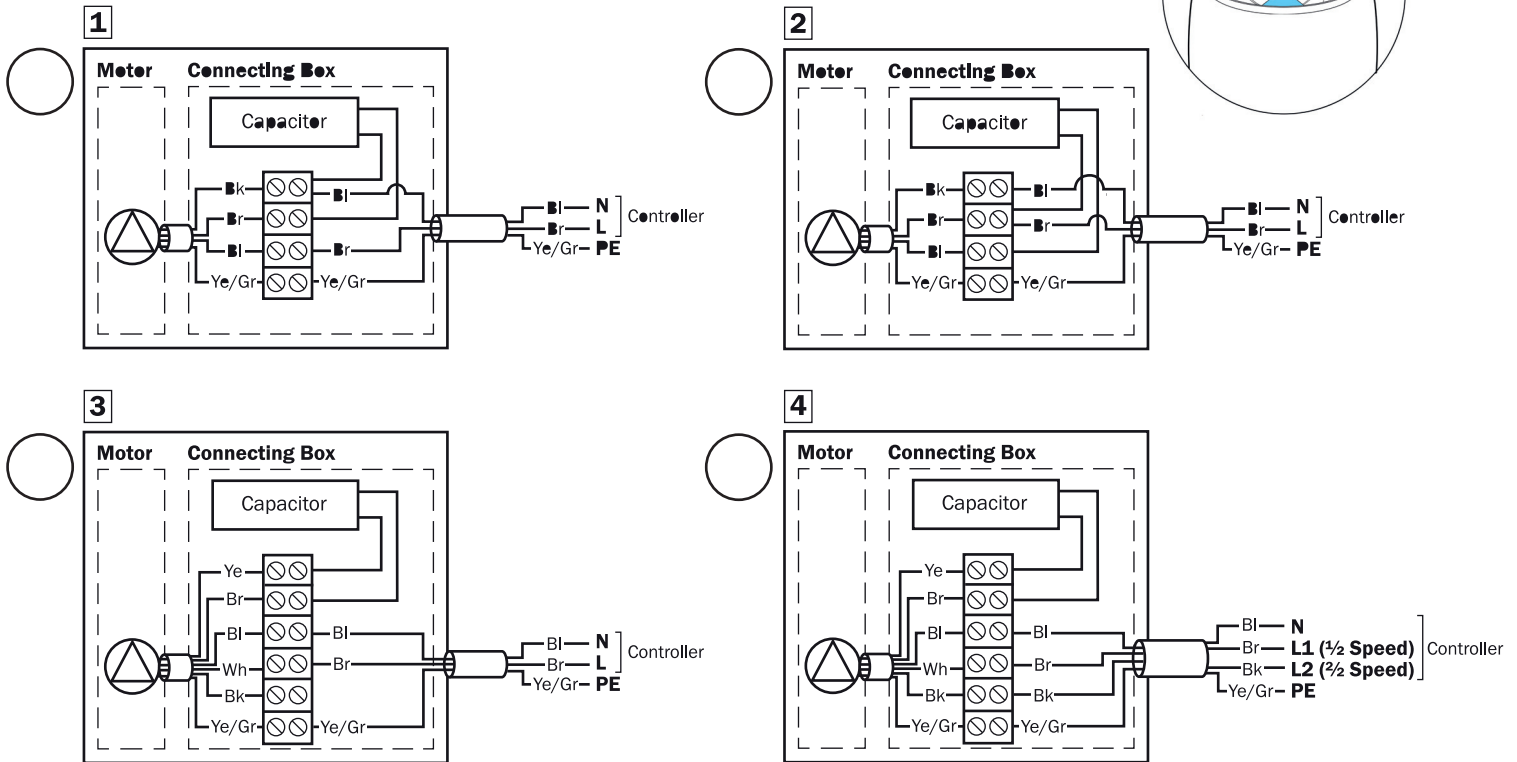 1
Motor Connecting Box
Capacitor
Bk
Bl
Br
Bl
Br
Ye/Gr
Ye/Gr
Bl N
Br L
Ye/Gr PE
Controller
2
Motor Connecting Box
Capacitor
Bk
Bl
Br
Br
Bl
Ye/Gr
Ye/Gr
Bl N
Br L
Ye/Gr PE
Controller
3
Motor Connecting Box
Capacitor
Ye
Br
Bl
Bl
Wh
Br
Bk
Ye/Gr
Ye/Gr
Bl N
Br L
Ye/Gr PE
Controller
4
Motor Connecting Box
Capacitor
Ye
Br
Bl
Bl
Wh
Br
Bk
Bk
Ye/Gr
Ye/Gr
Bl N
Br L1 (½ Speed)
Bk L2 (2/2 Speed)
Ye/Gr PE
Controller